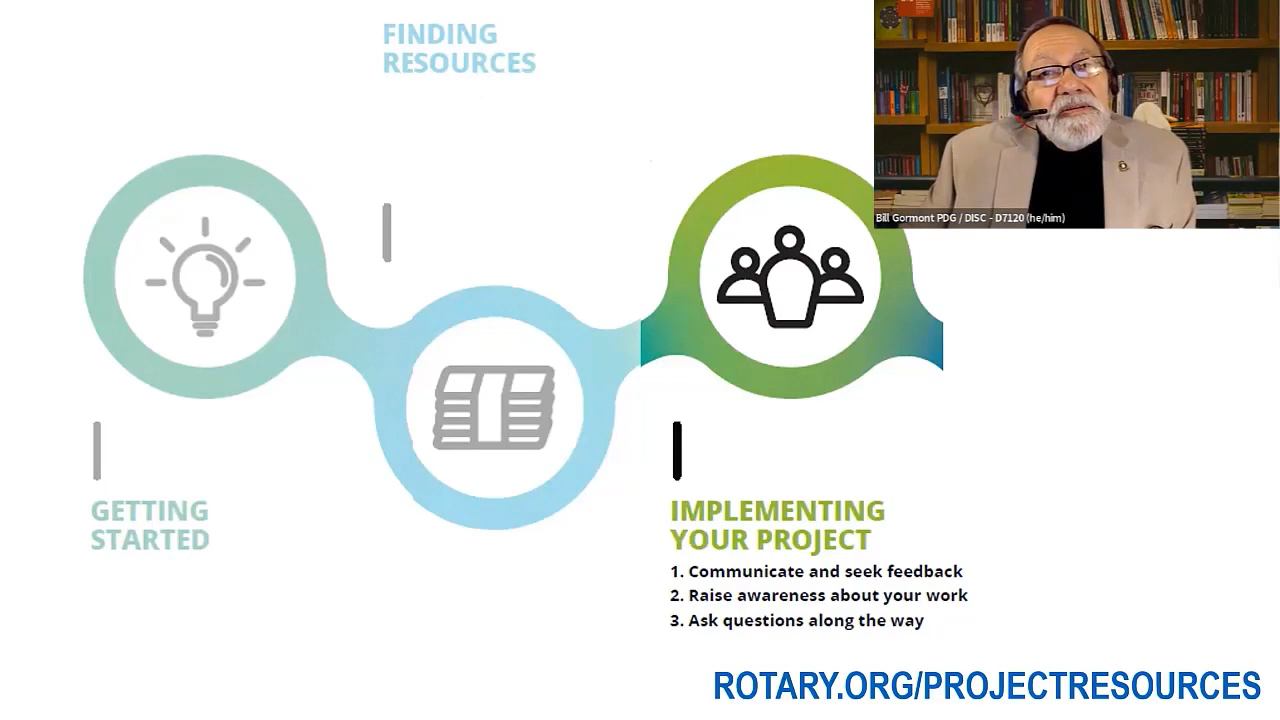 FINDING
RESOURCES
Bill Gormont PDG / DISC - D7120 (he/him)
GETTING
STARTED
IMPLEMENTING
YOUR PROJECT
1. Communicate and seek feedback
2. Raise awareness about your work
3. Ask questions along the way
ROTARY.ORG/PROJECTRESOURCES